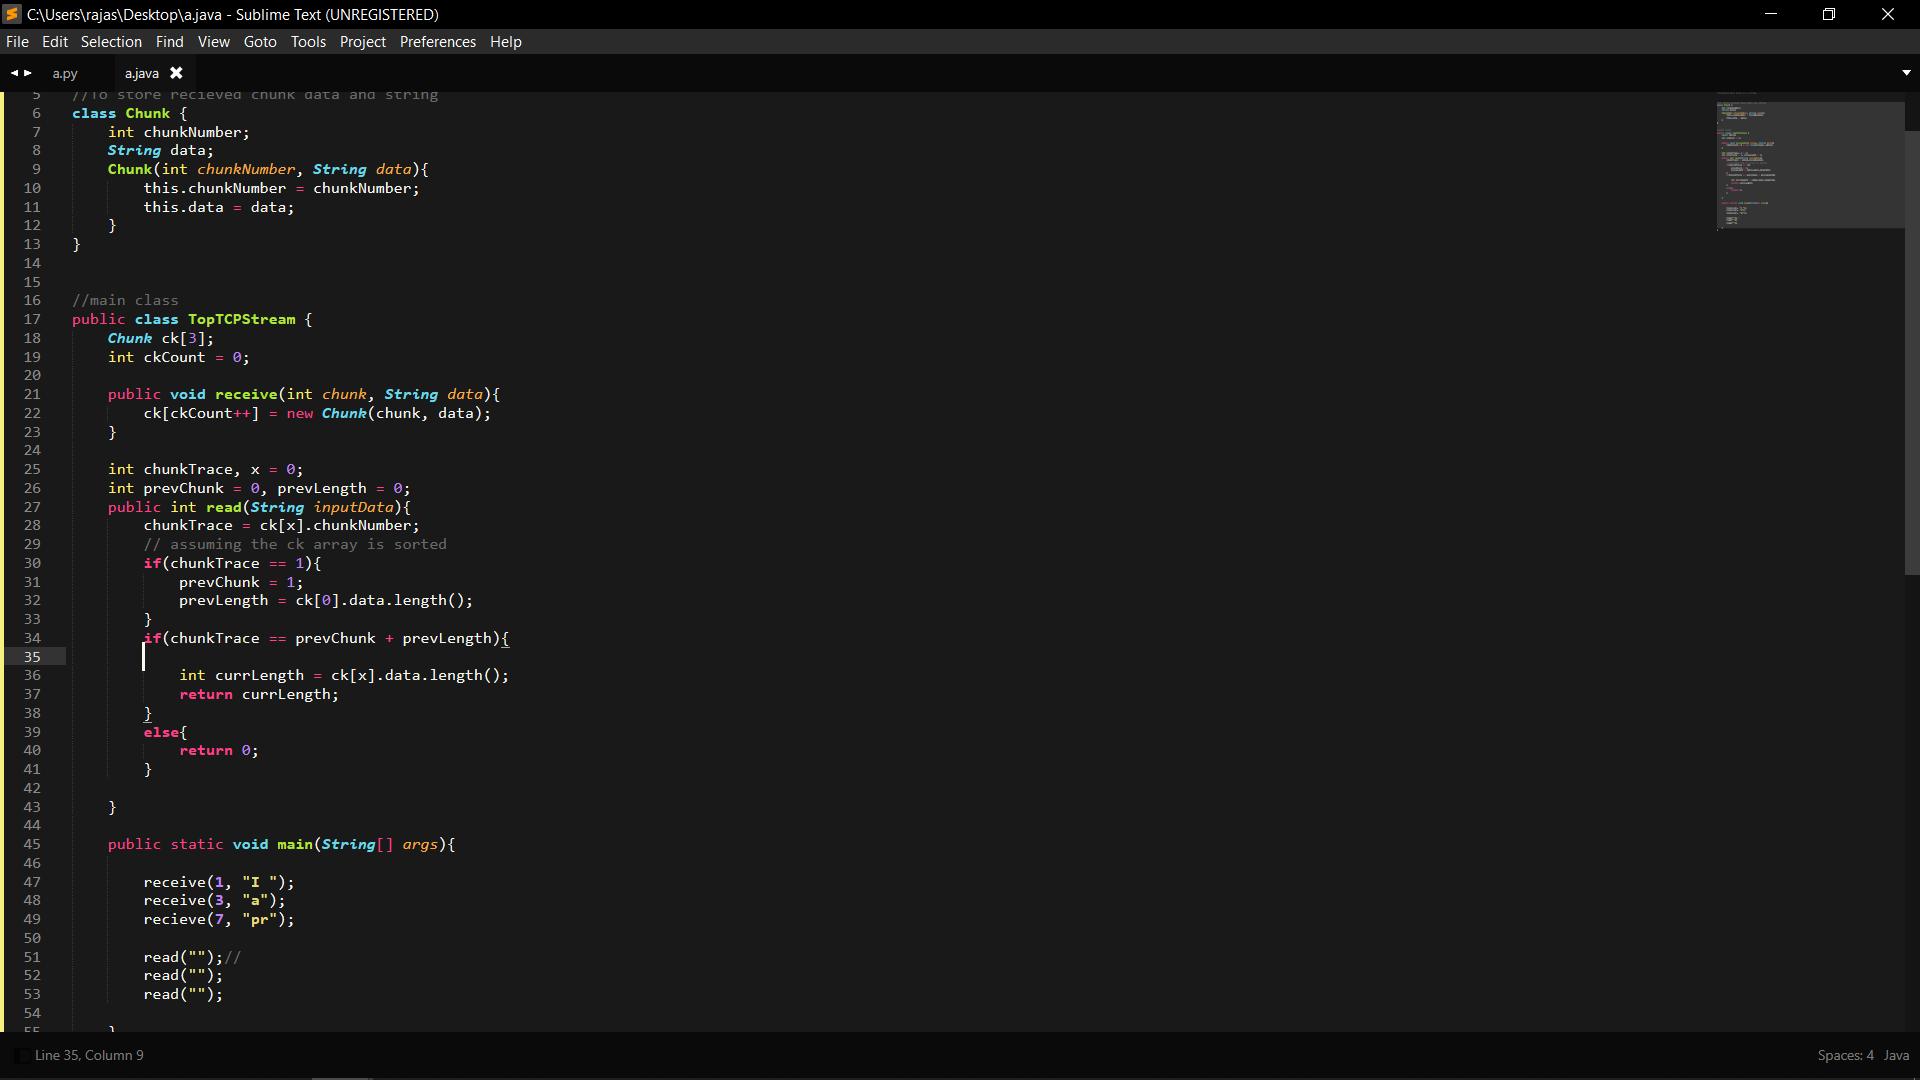 C:\Users\rajas\Desktop\a.java - Sublime Text (UNREGISTERED)
File Edit Selection Find View Goto Tools Project Preferences Help
a.py a.java
5 //To store recieved chunk data and string
6 class Chunk {
7     int chunkNumber;
8     String data;
9     Chunk(int chunkNumber, String data){
10         this.chunkNumber = chunkNumber;
11         this.data = data;
12     }
13 }
14
15
16 //main class
17 public class TopTCPStream {
18     Chunk ck[3];
19     int ckCount = 0;
20
21     public void receive(int chunk, String data){
22         ck[ckCount++] = new Chunk(chunk, data);
23     }
24
25     int chunkTrace, x = 0;
26     int prevChunk = 0, prevLength = 0;
27     public int read(String inputData){
28         chunkTrace = ck[x].chunkNumber;
29         // assuming the ck array is sorted
30         if(chunkTrace == 1){
31             prevChunk = 1;
32             prevLength = ck[0].data.length();
33         }
34         if(chunkTrace == prevChunk + prevLength){
35
36             int currLength = ck[x].data.length();
37             return currLength;
38         }
39         else{
40             return 0;
41         }
42
43     }
44
45     public static void main(String[] args){
46
47         receive(1, "I ");
48         receive(3, "a");
49         recieve(7, "pr");
50
51         read("");//
52         read("");
53         read("");
54
55     }
Line 35, Column 9
Spaces: 4 Java